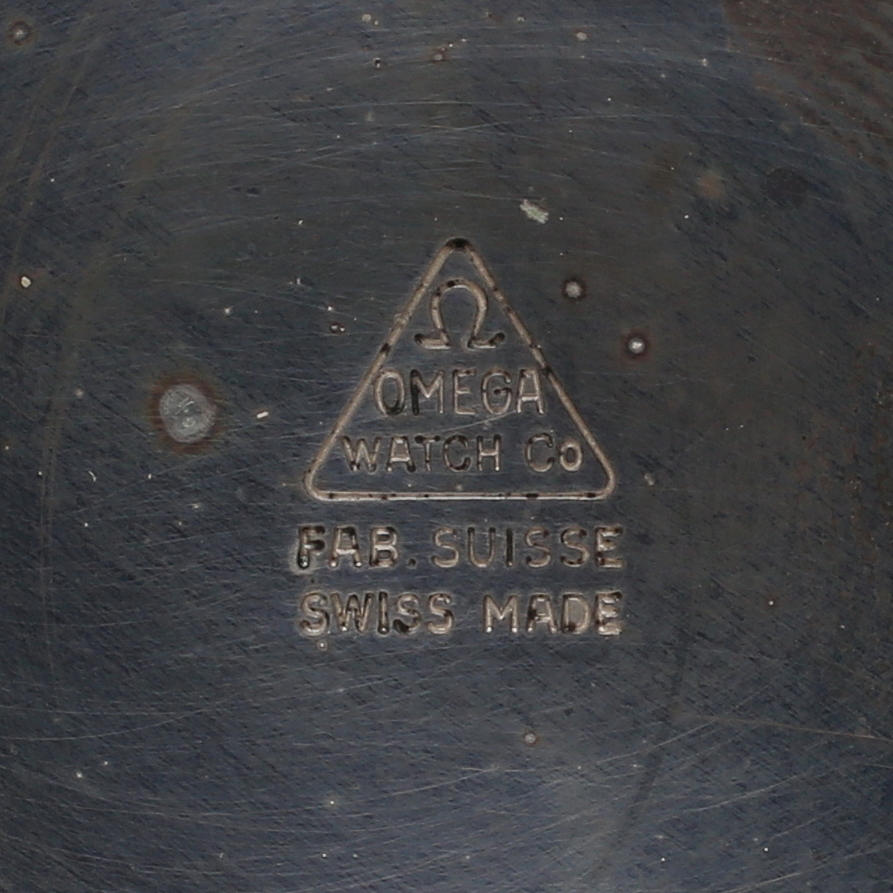 Ω
OMEGA
WATCH Co
FAB. SUISSE
SWISS MADE